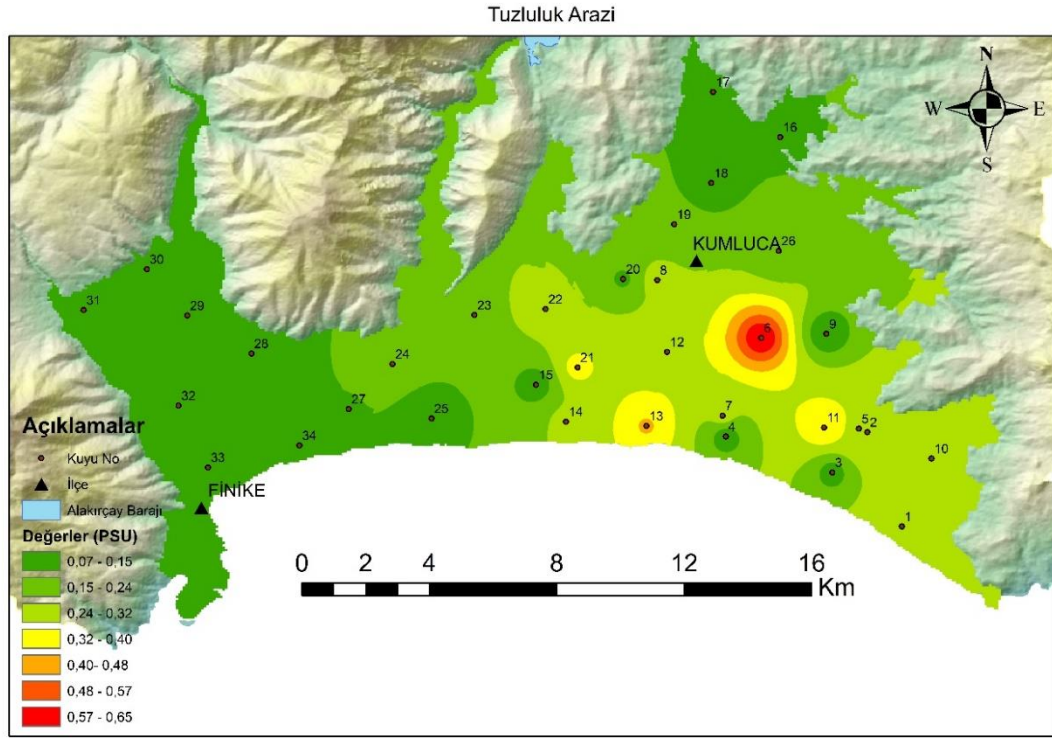 Tuzluluk Arazi
N
W
E
S
17
16
18
19
26
KUMLUCA
30
20
8
31
29
23
22
9
6
28
12
24
21
15
32
27
25
14
13
7
4
11
5
2
Açıklamalar
34
10
Kuyu No
33
3
İlçe
FİNİKE
Alakırçay Barajı
1
Değerler (PSU)
0,07 - 0,15
0 2 4 8 12 16
Km
0,15 - 0,24
0,24 - 0,32
0,32 - 0,40
0,40- 0,48
0,48 - 0,57
0,57 - 0,65